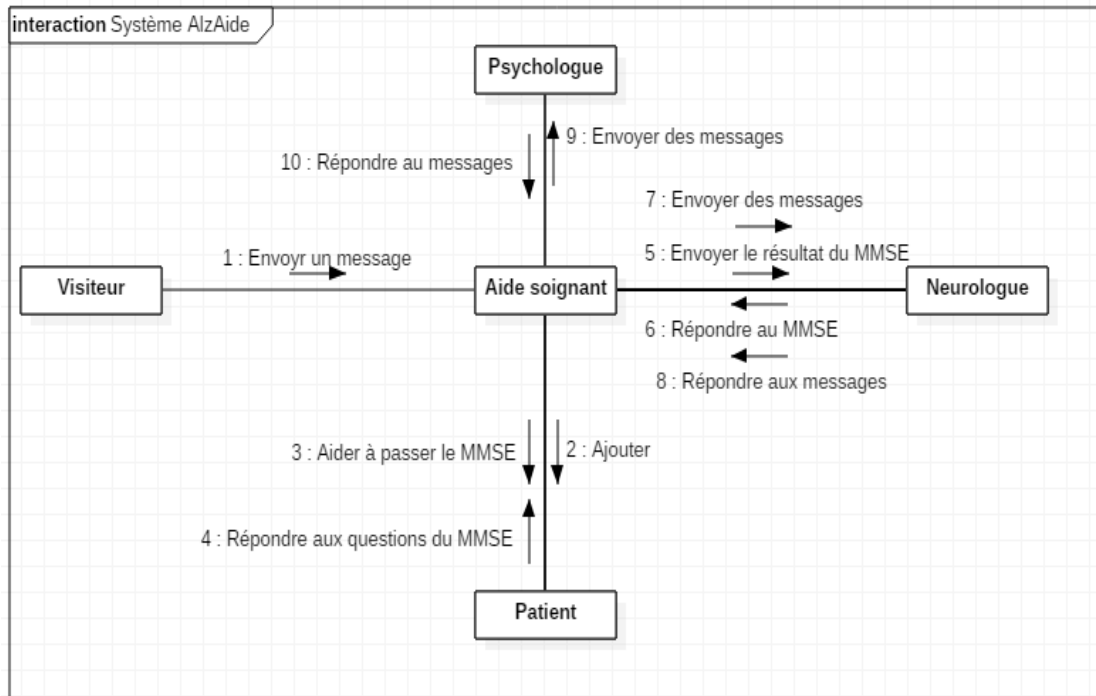 interaction Système AlzAide
Psychologue
9 : Envoyer des messages
10 : Répondre au messages
7 : Envoyer des messages
1 : Envoyr un message
5 : Envoyer le résultat du MMSE
Visiteur
Aide soignant
Neurologue
6 : Répondre au MMSE
8 : Répondre aux messages
3 : Aider à passer le MMSE
2 : Ajouter
4 : Répondre aux questions du MMSE
Patient